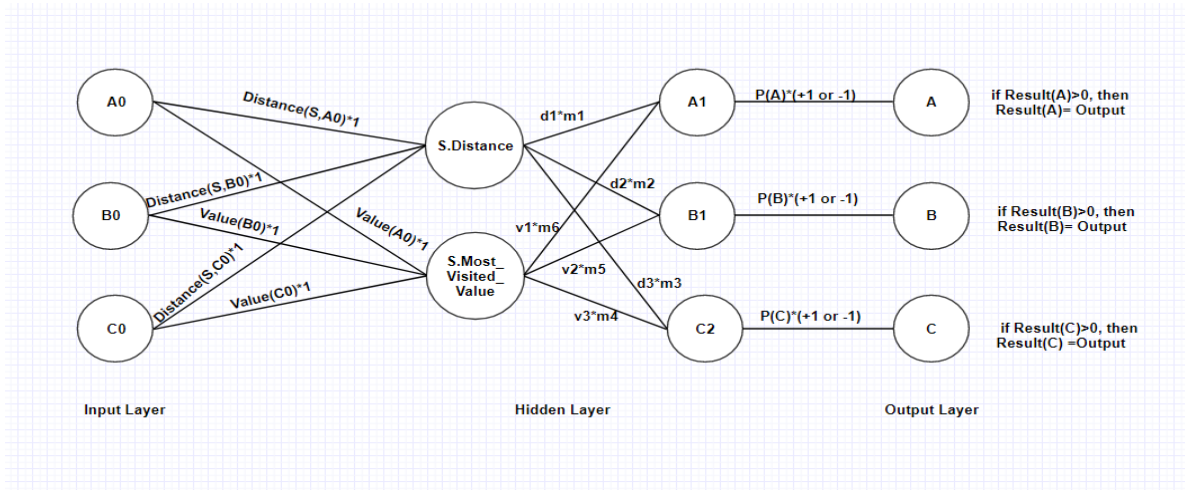 A0
Distance(S,A0)*1
S.Distance
d1*m1
A1
P(A)*(+1 or -1)
A
if Result(A)>0, then
Result(A)= Output
B0
Distance(S,B0)*1
Value(B0)*1
Value(A0)*1
d2*m2
v1*m6
B1
P(B)*(+1 or -1)
B
if Result(B)>0, then
Result(B)= Output
S.Most_
Visited_
Value
v2*m5
d3*m3
v3*m4
C0
Distance(S,C0)*1
Value(C0)*1
C2
P(C)*(+1 or -1)
C
if Result(C)>0, then
Result(C) =Output
Input Layer
Hidden Layer
Output Layer